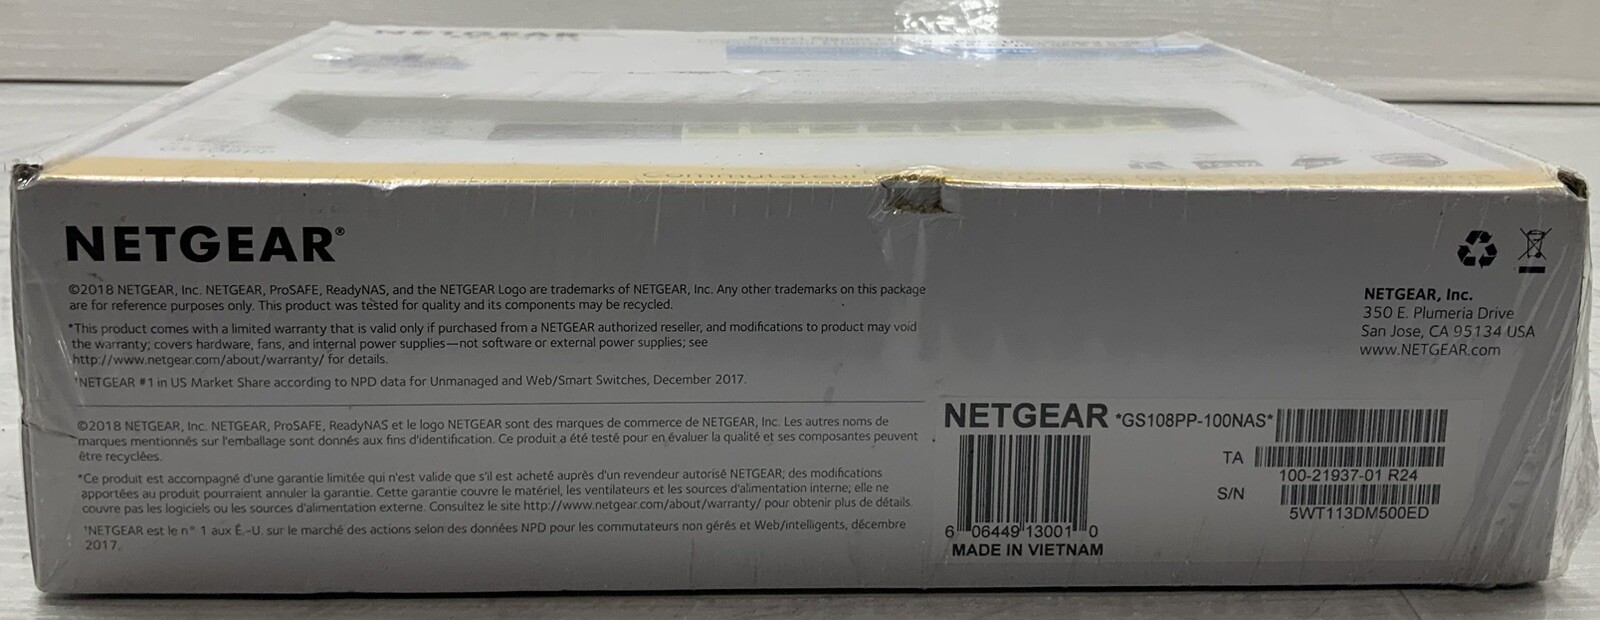 NETGEAR
NETGEAR®
©2018 NETGEAR, Inc. NETGEAR, ProSAFE, ReadyNAS, and the NETGEAR Logo are trademarks of NETGEAR, Inc. Any other trademarks on this package
are for reference purposes only. This product was tested for quality and its components may be recycled.
*This product comes with a limited warranty that is valid only if purchased from a NETGEAR authorized reseller, and modifications to product may void
the warranty; covers hardware, fans, and internal power supplies—not software or external power supplies; see
http://www.netgear.com/about/warranty/ for details.
†NETGEAR #1 in US Market Share according to NPD data for Unmanaged and Web/Smart Switches, December 2017.
©2018 NETGEAR, Inc. NETGEAR, ProSAFE, ReadyNAS et le logo NETGEAR sont des marques de commerce de NETGEAR, Inc. Les autres noms de
marques mentionnés sur l'emballage sont donnés aux fins d'identification. Ce produit a été testé pour en évaluer la qualité et ses composantes peuvent
être recyclées.
*Ce produit est accompagné d'une garantie limitée qui n'est valide que s'il est acheté auprès d'un revendeur autorisé NETGEAR; des modifications
apportées au produit pourraient annuler la garantie. Cette garantie couvre le matériel, les ventilateurs et les sources d'alimentation interne; elle ne
couvre pas les logiciels ou les sources d'alimentation externe. Consultez le site http://www.netgear.com/about/warranty/ pour obtenir plus de détails.
†NETGEAR est le n° 1 aux É.-U. sur le marché des actions selon des données NPD pour les commutateurs non gérés et Web/intelligents, décembre
2017.
NETGEAR, Inc.
350 E. Plumeria Drive
San Jose, CA 95134 USA
www.NETGEAR.com
NETGEAR *GS108PP-100NAS*
TA
100-21937-01 R24
S/N
5WT113DM500ED
6 06449 13001 0
MADE IN VIETNAM